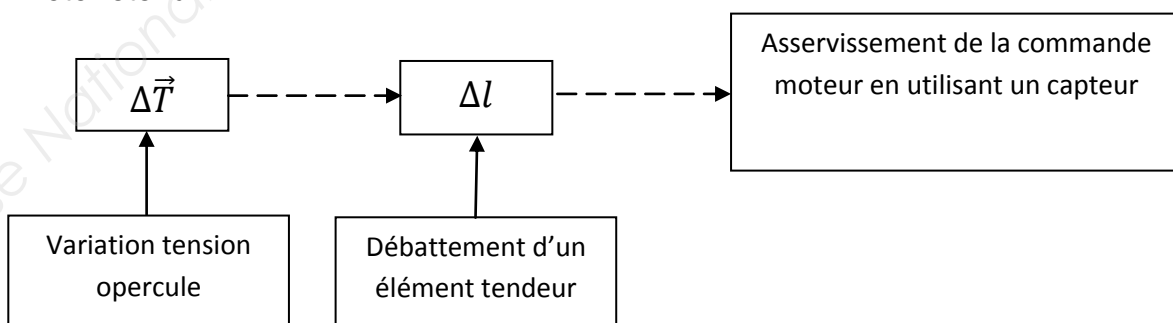 Asservissement de la commande
moteur en utilisant un capteur
Δ𝑇⃗
Δ𝑙
Variation tension
opercule
Débattement d’un
élément tendeur